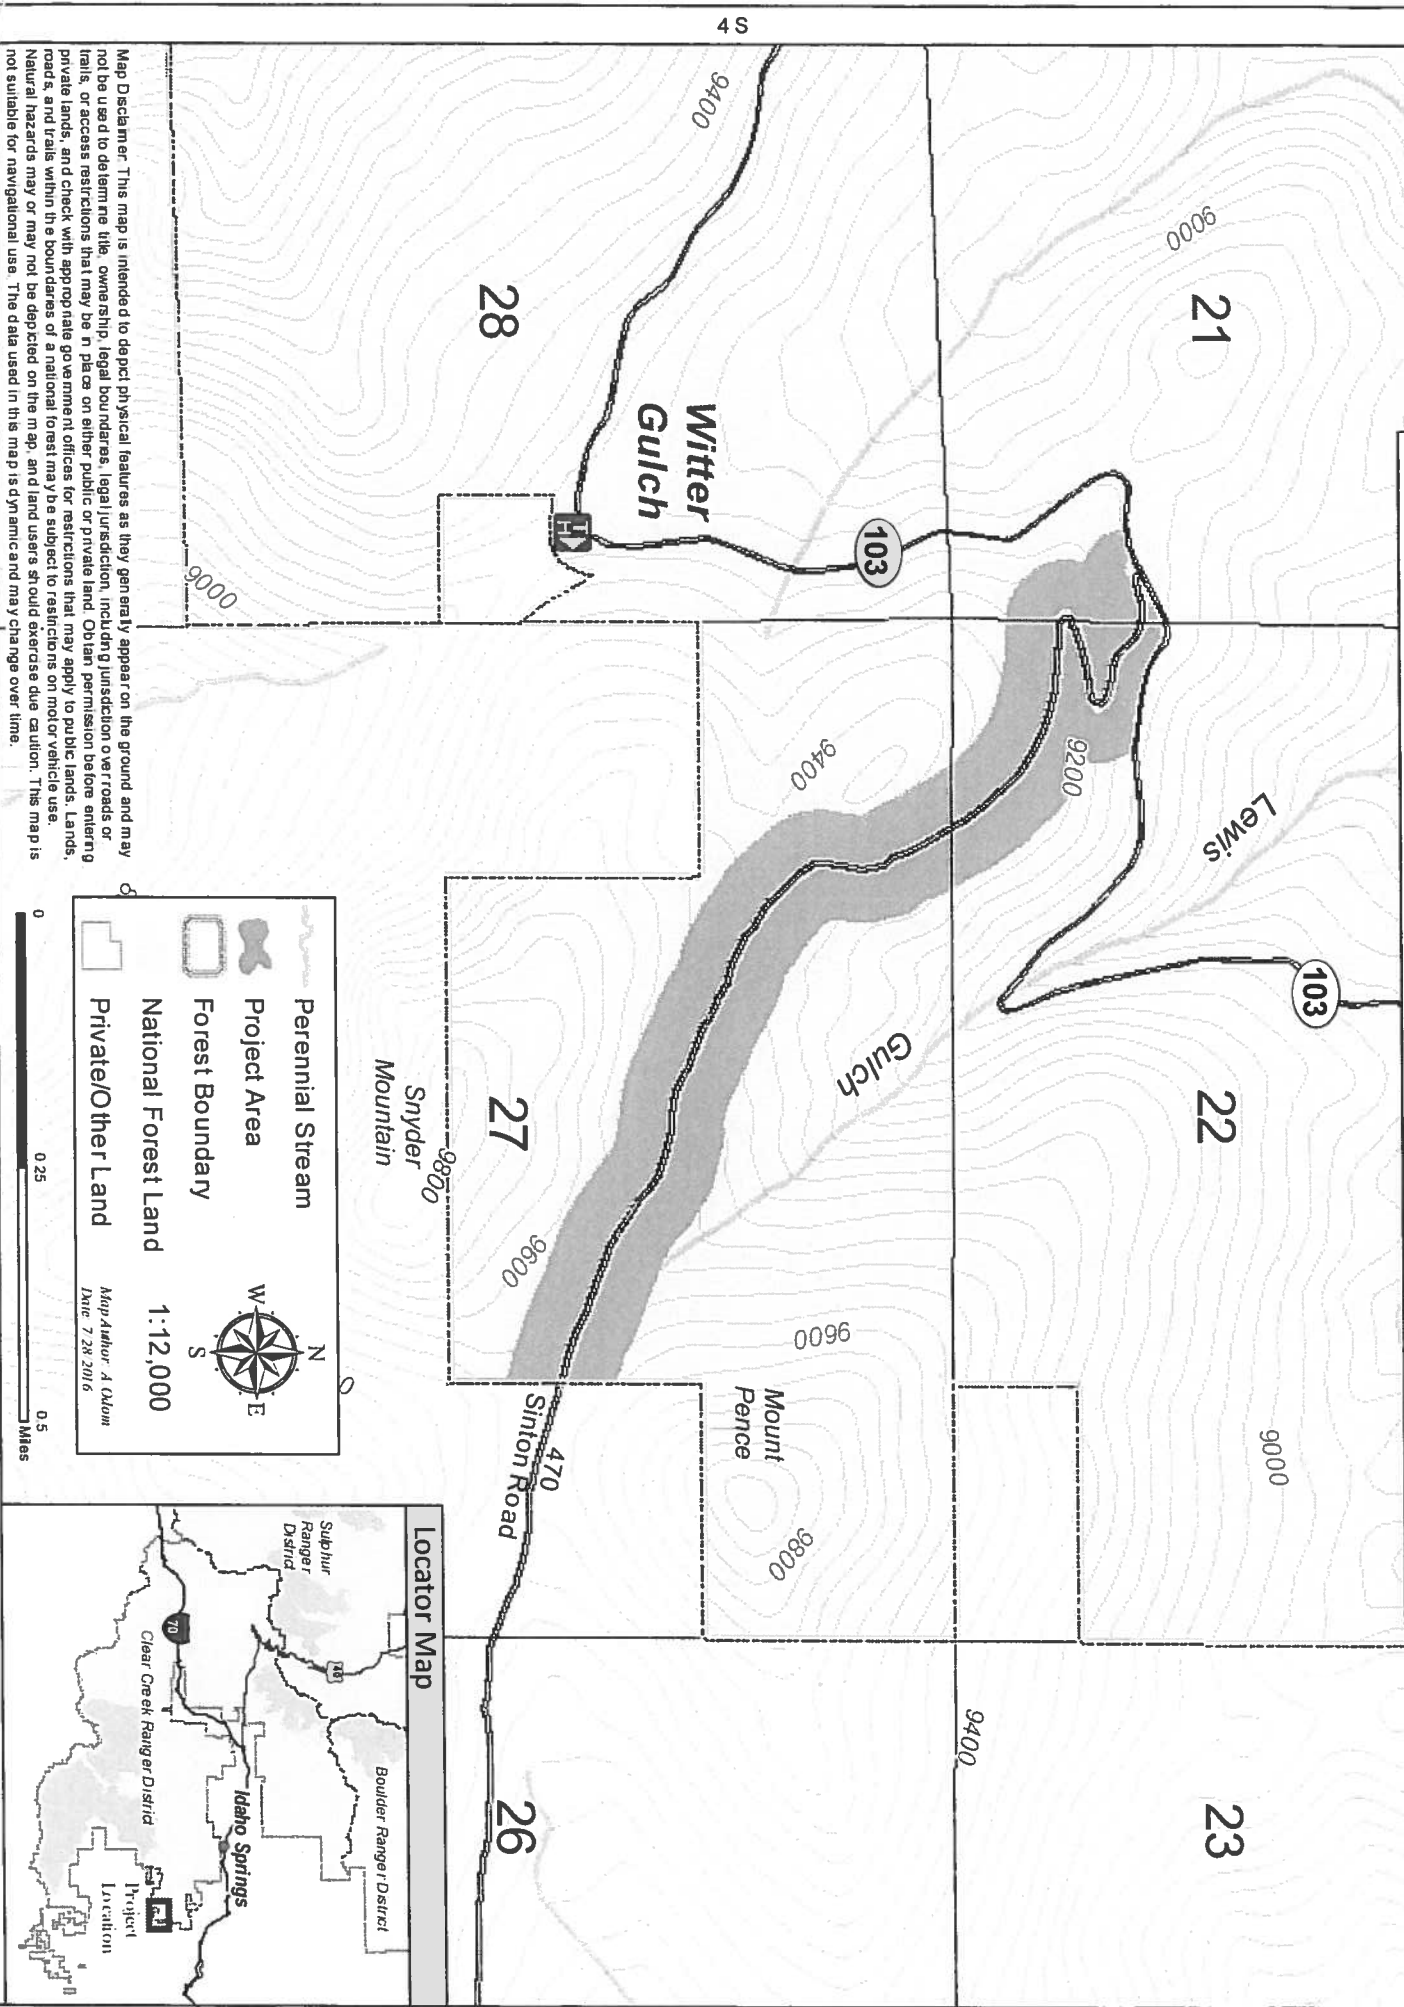 4 S
21
22
23
9000
9000
103
103
Lewis
9200
9400
Gulch
9400
9400
Witter
Gulch
28
27
26
9600
9600
9800
9800
9000
Mount
Pence
Snyder
Mountain
470
Sinton Road
Map Disclaimer: This map is intended to depict physical features as they generally appear on the ground and may
not be used to determine title, ownership, legal boundaries, legal jurisdiction, including jurisdiction over roads or
trails, or access restrictions that may be in place on either public or private land. Obtain permission before entering
private lands, and check with appropriate government offices for restrictions that may apply to public lands. Lands,
roads, and trails within the boundaries of a national forest may be subject to restrictions on motor vehicle use.
Natural hazards may or may not be depicted on the map, and land users should exercise due caution. This map is
not suitable for navigational use. The data used in this map is dynamic and may change over time.
Perennial Stream
Project Area
Forest Boundary
National Forest Land
Private/Other Land
N
W
E
S
1:12,000
Map Author: A Odom
Date: 7/28/2016
0
0.25
0.5
Miles
Locator Map
Sulphur
Ranger
District
Boulder Ranger District
40
70
Idaho Springs
Clear Creek Ranger District
Project
Location